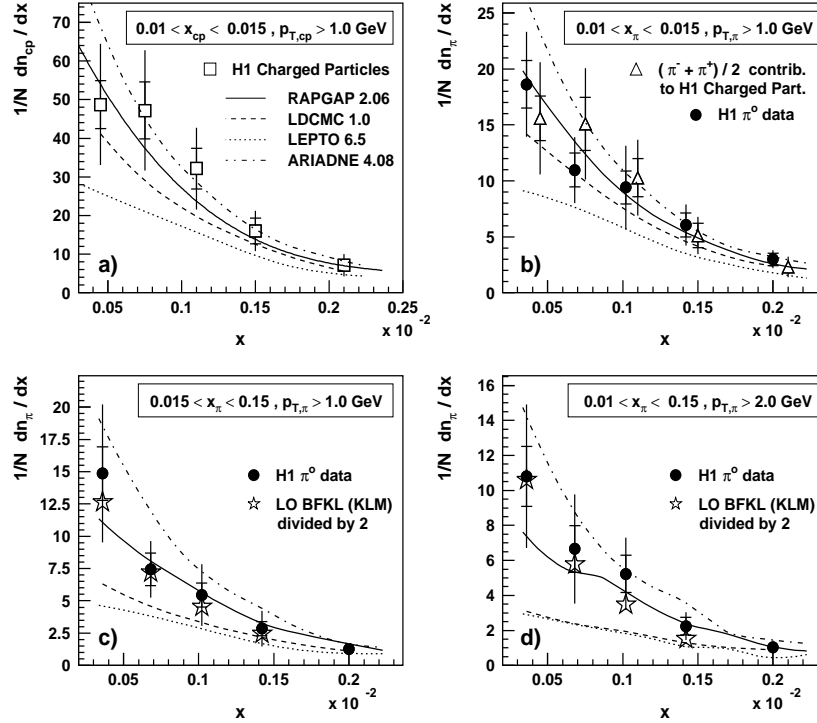 1/N dn_cp / dx
70
60
50
40
30
20
10
0
0.01 < x_cp < 0.015 , p_T,cp > 1.0 GeV
H1 Charged Particles
RAPGAP 2.06
LDCMC 1.0
LEPTO 6.5
ARIADNE 4.08
a)
0.05 0.1 0.15 0.2 0.25
x × 10 ⁻²
1/N dn_π / dx
25
20
15
10
5
0
0.01 < x_π < 0.015 , p_T,π > 1.0 GeV
( π⁻ + π⁺ ) / 2 contrib.
to H1 Charged Part.
H1 π⁰ data
b)
0.05 0.1 0.15 0.2
x × 10 ⁻²
1/N dn_π / dx
25
22.5
20
17.5
15
12.5
10
7.5
5
2.5
0
0.015 < x_π < 0.15 , p_T,π > 1.0 GeV
H1 π⁰ data
LO BFKL (KLM)
divided by 2
c)
0.05 0.1 0.15 0.2
x × 10 ⁻²
1/N dn_π / dx
16
14
12
10
8
6
4
2
0
0.01 < x_π < 0.15 , p_T,π > 2.0 GeV
H1 π⁰ data
LO BFKL (KLM)
divided by 2
d)
0.05 0.1 0.15 0.2
x × 10 ⁻²